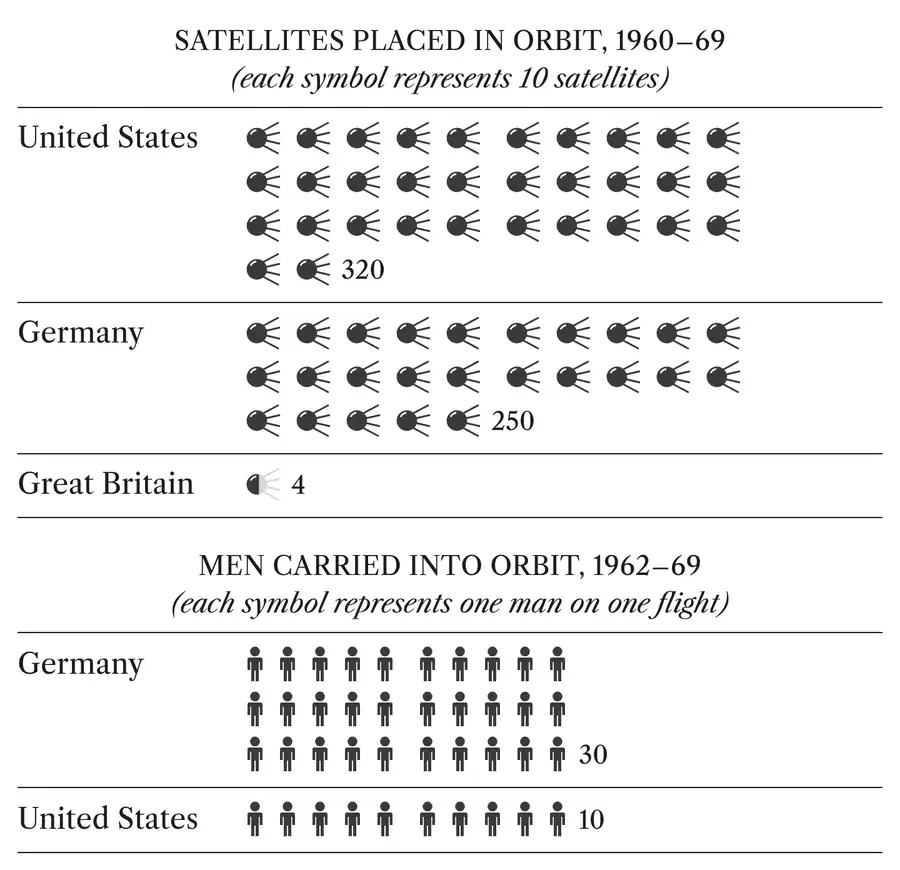 SATELLITES PLACED IN ORBIT, 1960–69
(each symbol represents 10 satellites)
United States
320
Germany
250
Great Britain 4
MEN CARRIED INTO ORBIT, 1962–69
(each symbol represents one man on one flight)
Germany
30
United States 10